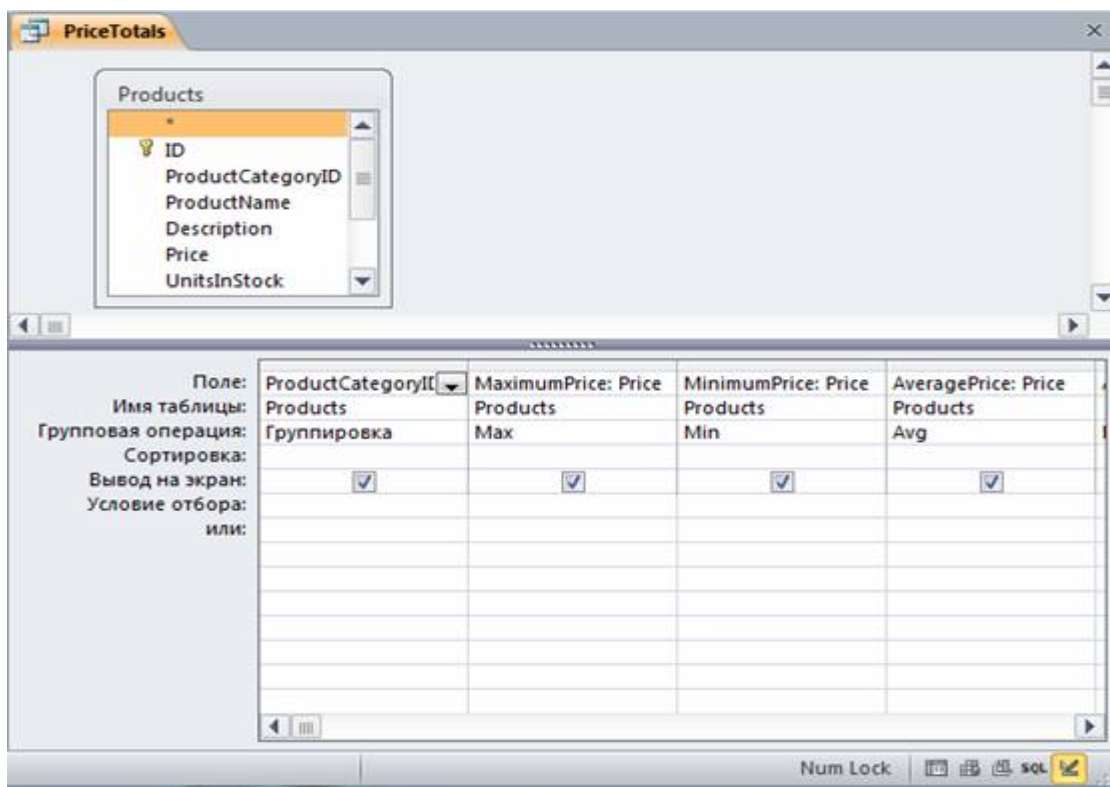 PriceTotals
Products
*
ID
ProductCategoryID
ProductName
Description
Price
UnitsInStock
Поле: ProductCategoryI MaximumPrice: Price MinimumPrice: Price AveragePrice: Price
Имя таблицы: Products Products Products Products
Групповая операция: Группировка Max Min Avg
Сортировка:
Вывод на экран:
Условие отбора:
или:
Num Lock SQL